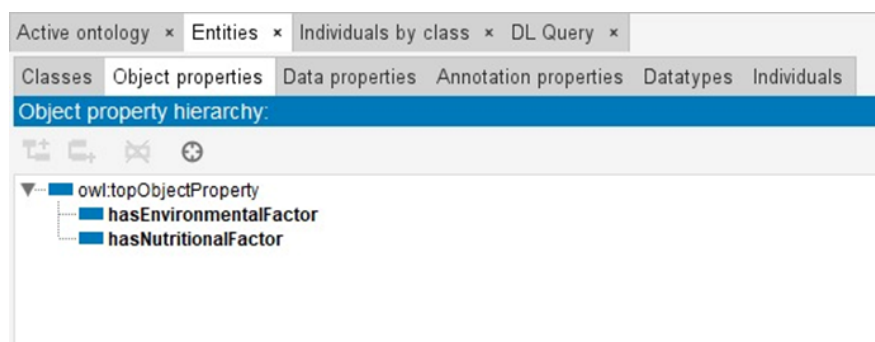 Active ontology × Entities × Individuals by class × DL Query ×
Classes Object properties Data properties Annotation properties Datatypes Individuals
Object property hierarchy:
owl:topObjectProperty
hasEnvironmentalFactor
hasNutritionalFactor